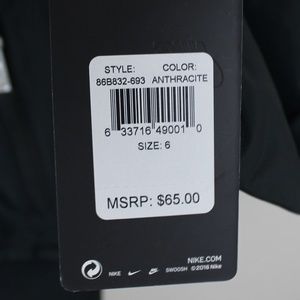 STYLE: COLOR:
86B832-693 ANTHRACITE
6 33716 49001 0
SIZE: 6
MSRP: $65.00
NIKE.COM
NIKE SWOOSH © 2016 Nike